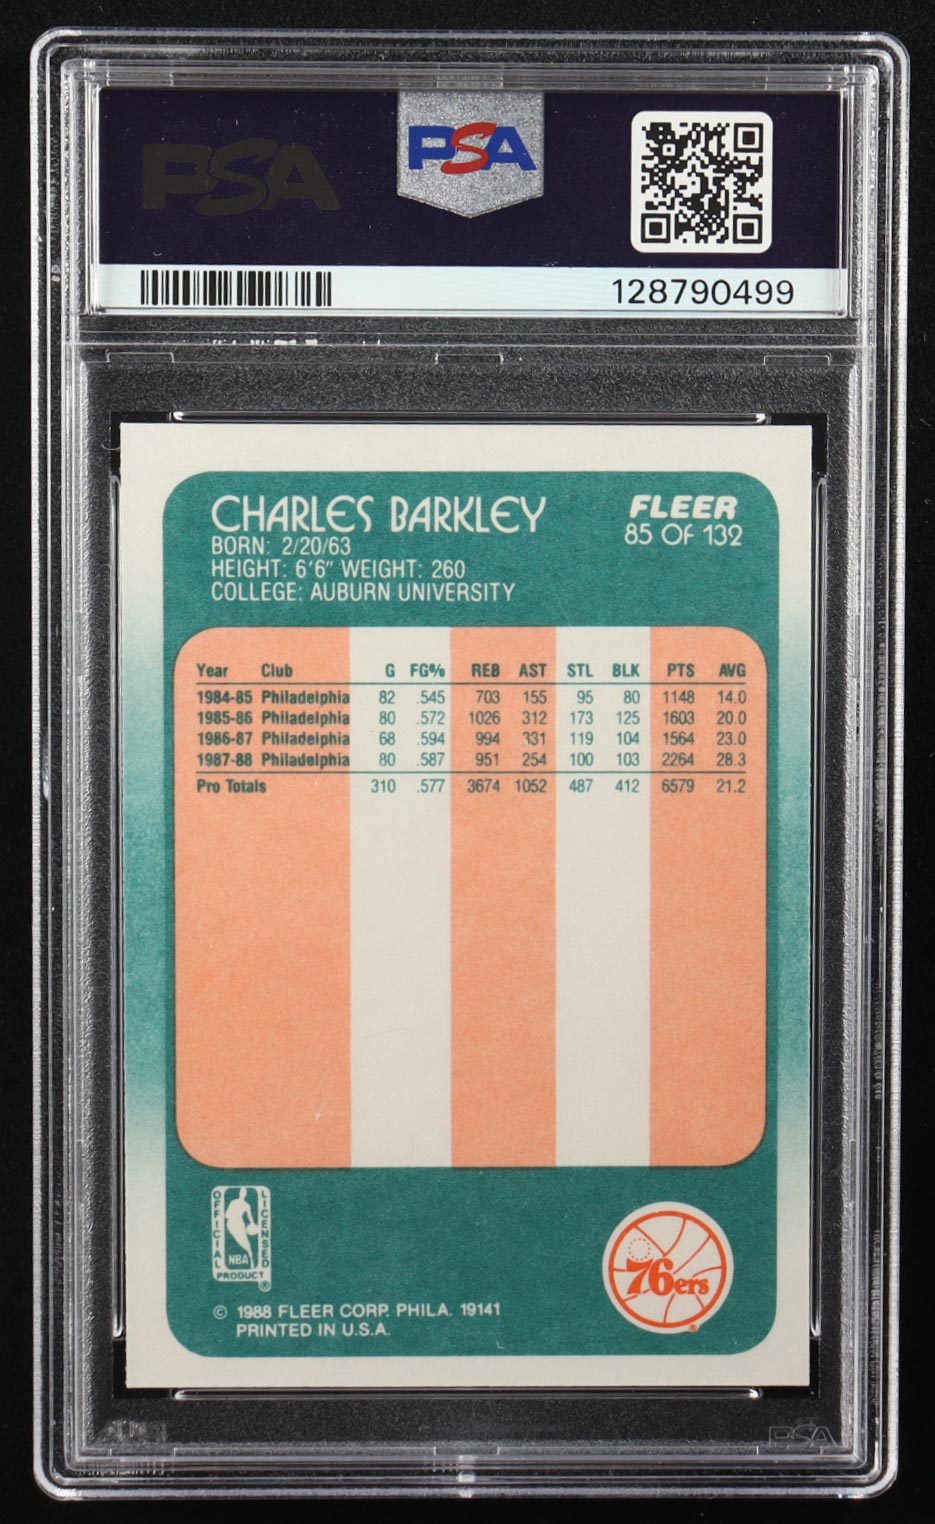 PSA
PSA
128790499
CHARLES BARKLEY
FLEER
85 OF 132
BORN: 2/20/63
HEIGHT: 6'6" WEIGHT: 260
COLLEGE: AUBURN UNIVERSITY
Year Club G FG% REB AST STL BLK PTS AVG
1984-85 Philadelphia 82 .545 703 155 95 80 1148 14.0
1985-86 Philadelphia 80 .572 1026 312 173 125 1603 20.0
1986-87 Philadelphia 68 .594 994 331 119 104 1564 23.0
1987-88 Philadelphia 80 .587 951 254 100 103 2264 28.3
Pro Totals 310 .577 3674 1052 487 412 6579 21.2
OFFICIAL LICENSED
NBA
PRODUCT ®
76ers
© 1988 FLEER CORP. PHILA. 19141
PRINTED IN U.S.A.
PSA